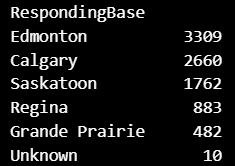 RespondingBase
Edmonton 3309
Calgary 2660
Saskatoon 1762
Regina 883
Grande Prairie 482
Unknown 10